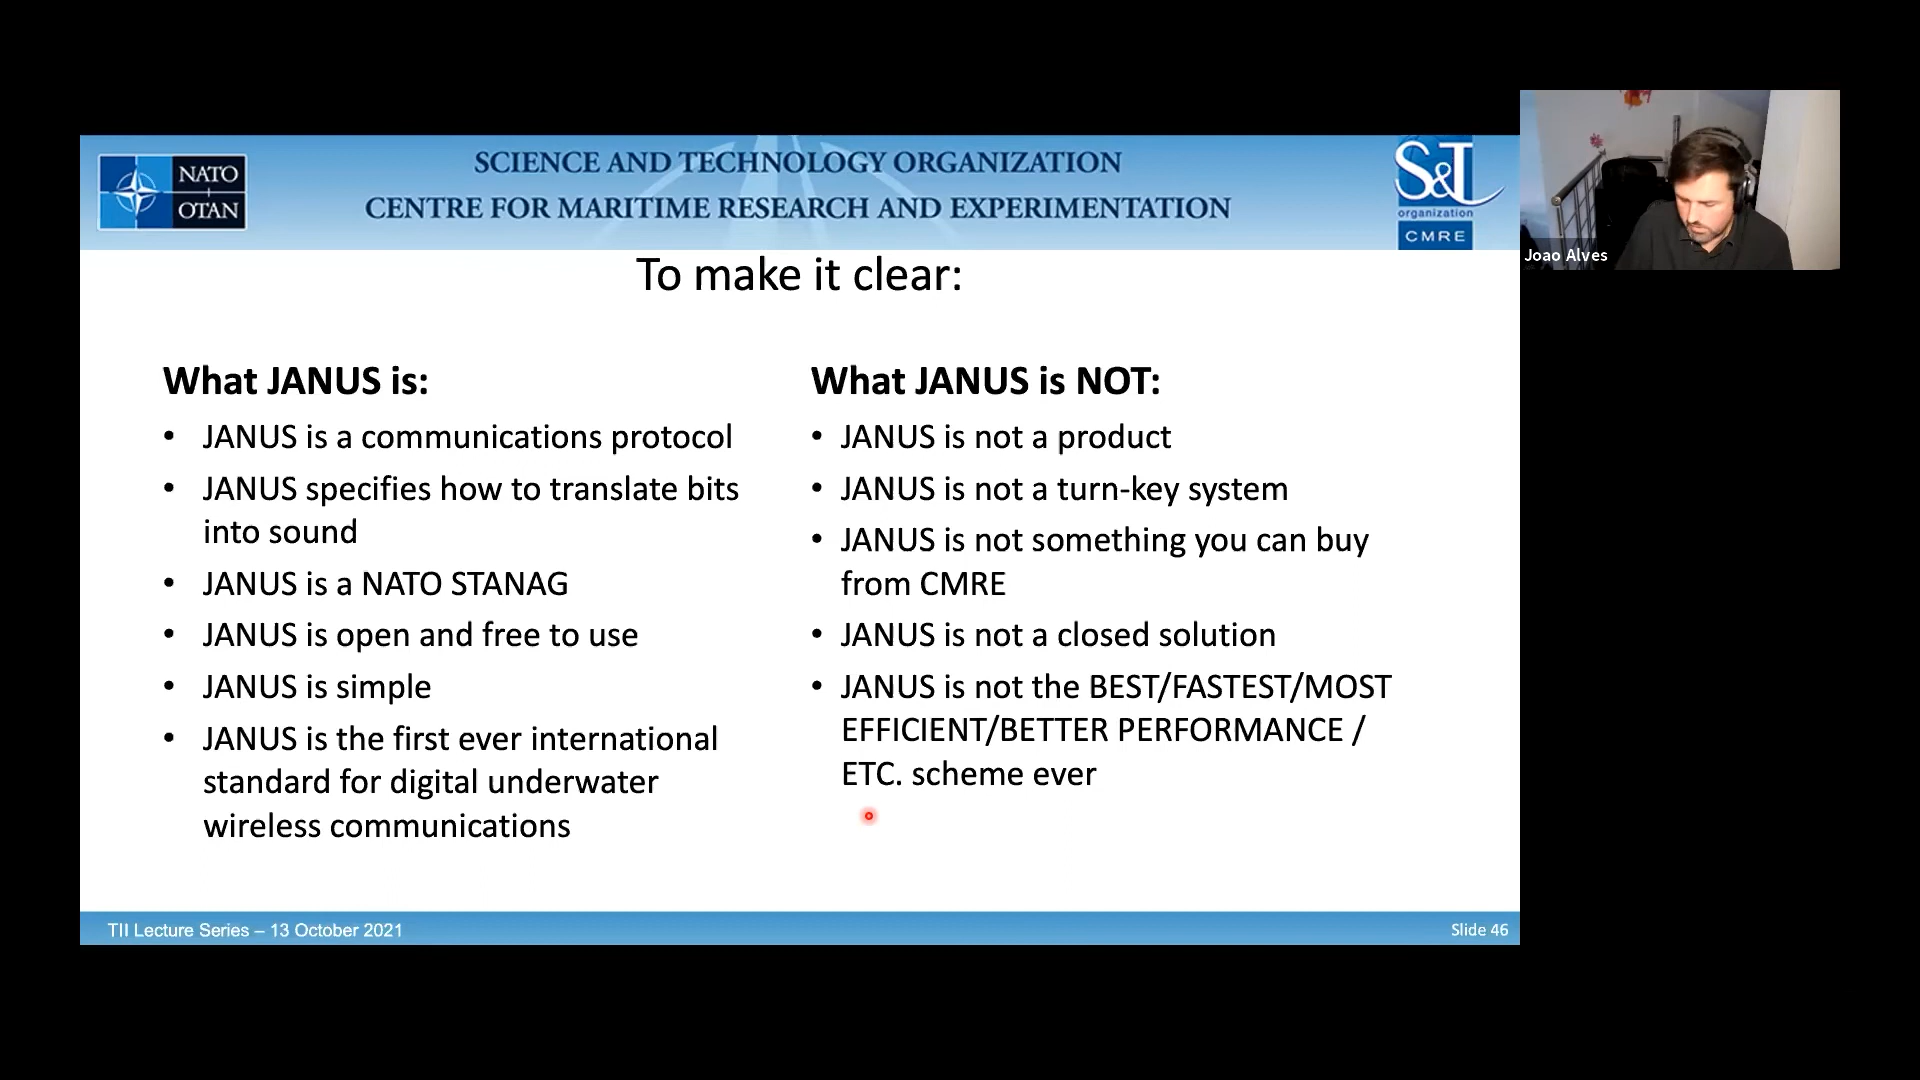 NATO
OTAN
SCIENCE AND TECHNOLOGY ORGANIZATION
CENTRE FOR MARITIME RESEARCH AND EXPERIMENTATION
S&T
organization
CMRE
Joao Alves
To make it clear:
What JANUS is:
• JANUS is a communications protocol
• JANUS specifies how to translate bits
into sound
• JANUS is a NATO STANAG
• JANUS is open and free to use
• JANUS is simple
• JANUS is the first ever international
standard for digital underwater
wireless communications
What JANUS is NOT:
• JANUS is not a product
• JANUS is not a turn-key system
• JANUS is not something you can buy
from CMRE
• JANUS is not a closed solution
• JANUS is not the BEST/FASTEST/MOST
EFFICIENT/BETTER PERFORMANCE /
ETC. scheme ever
TII Lecture Series – 13 October 2021
Slide 46